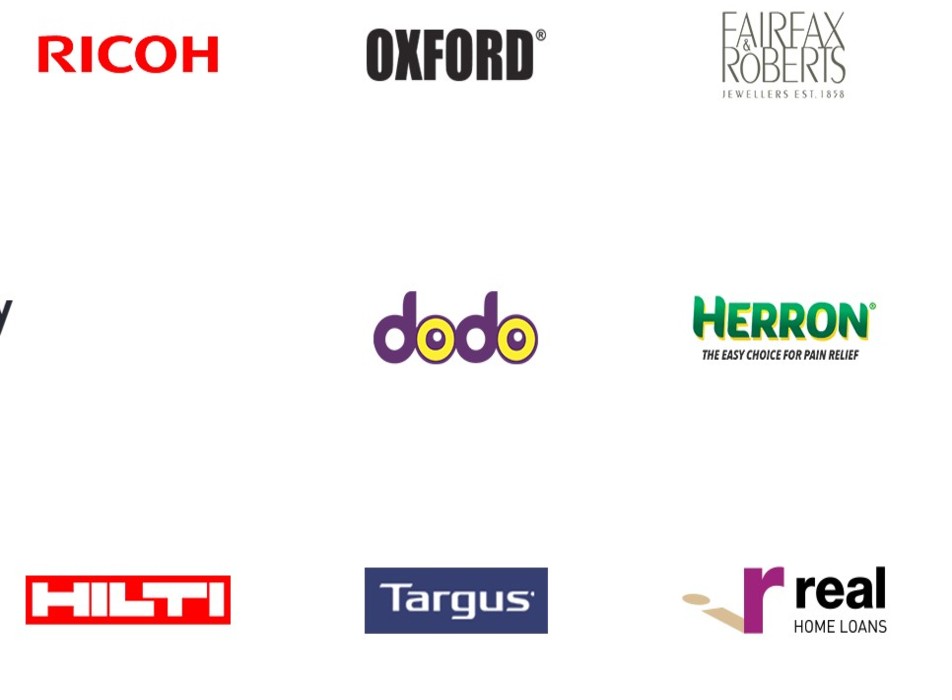 RICOH
OXFORD®
FAIRFAX
& ROBERTS
JEWELLERS EST. 1858
y
dodo
HERRON®
THE EASY CHOICE FOR PAIN RELIEF
HILTI
Targus
real
HOME LOANS